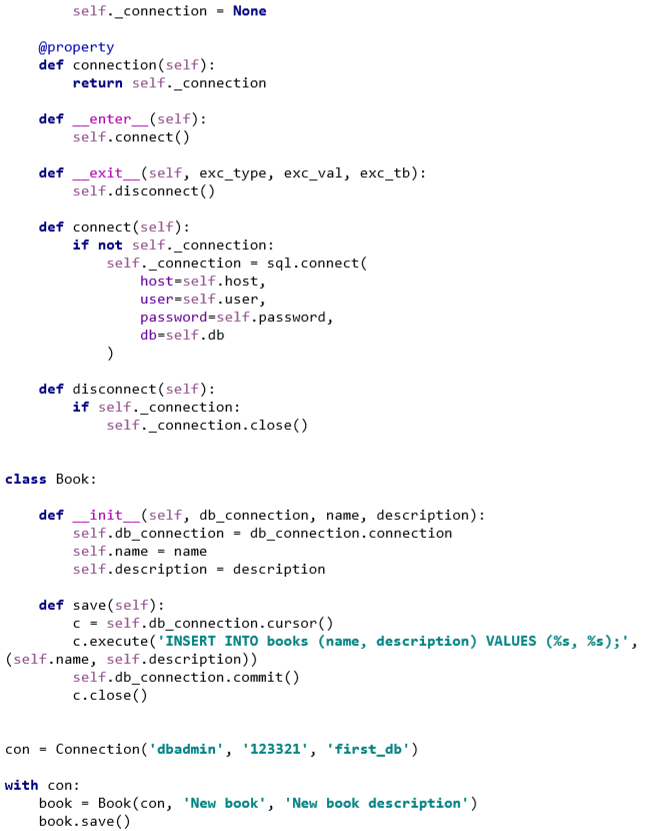 self._connection = None

    @property
    def connection(self):
        return self._connection

    def __enter__(self):
        self.connect()

    def __exit__(self, exc_type, exc_val, exc_tb):
        self.disconnect()

    def connect(self):
        if not self._connection:
            self._connection = sql.connect(
                host=self.host,
                user=self.user,
                password=self.password,
                db=self.db
            )

    def disconnect(self):
        if self._connection:
            self._connection.close()


class Book:

    def __init__(self, db_connection, name, description):
        self.db_connection = db_connection.connection
        self.name = name
        self.description = description

    def save(self):
        c = self.db_connection.cursor()
        c.execute('INSERT INTO books (name, description) VALUES (%s, %s);',
(self.name, self.description))
        self.db_connection.commit()
        c.close()


con = Connection('dbadmin', '123321', 'first_db')

with con:
    book = Book(con, 'New book', 'New book description')
    book.save()